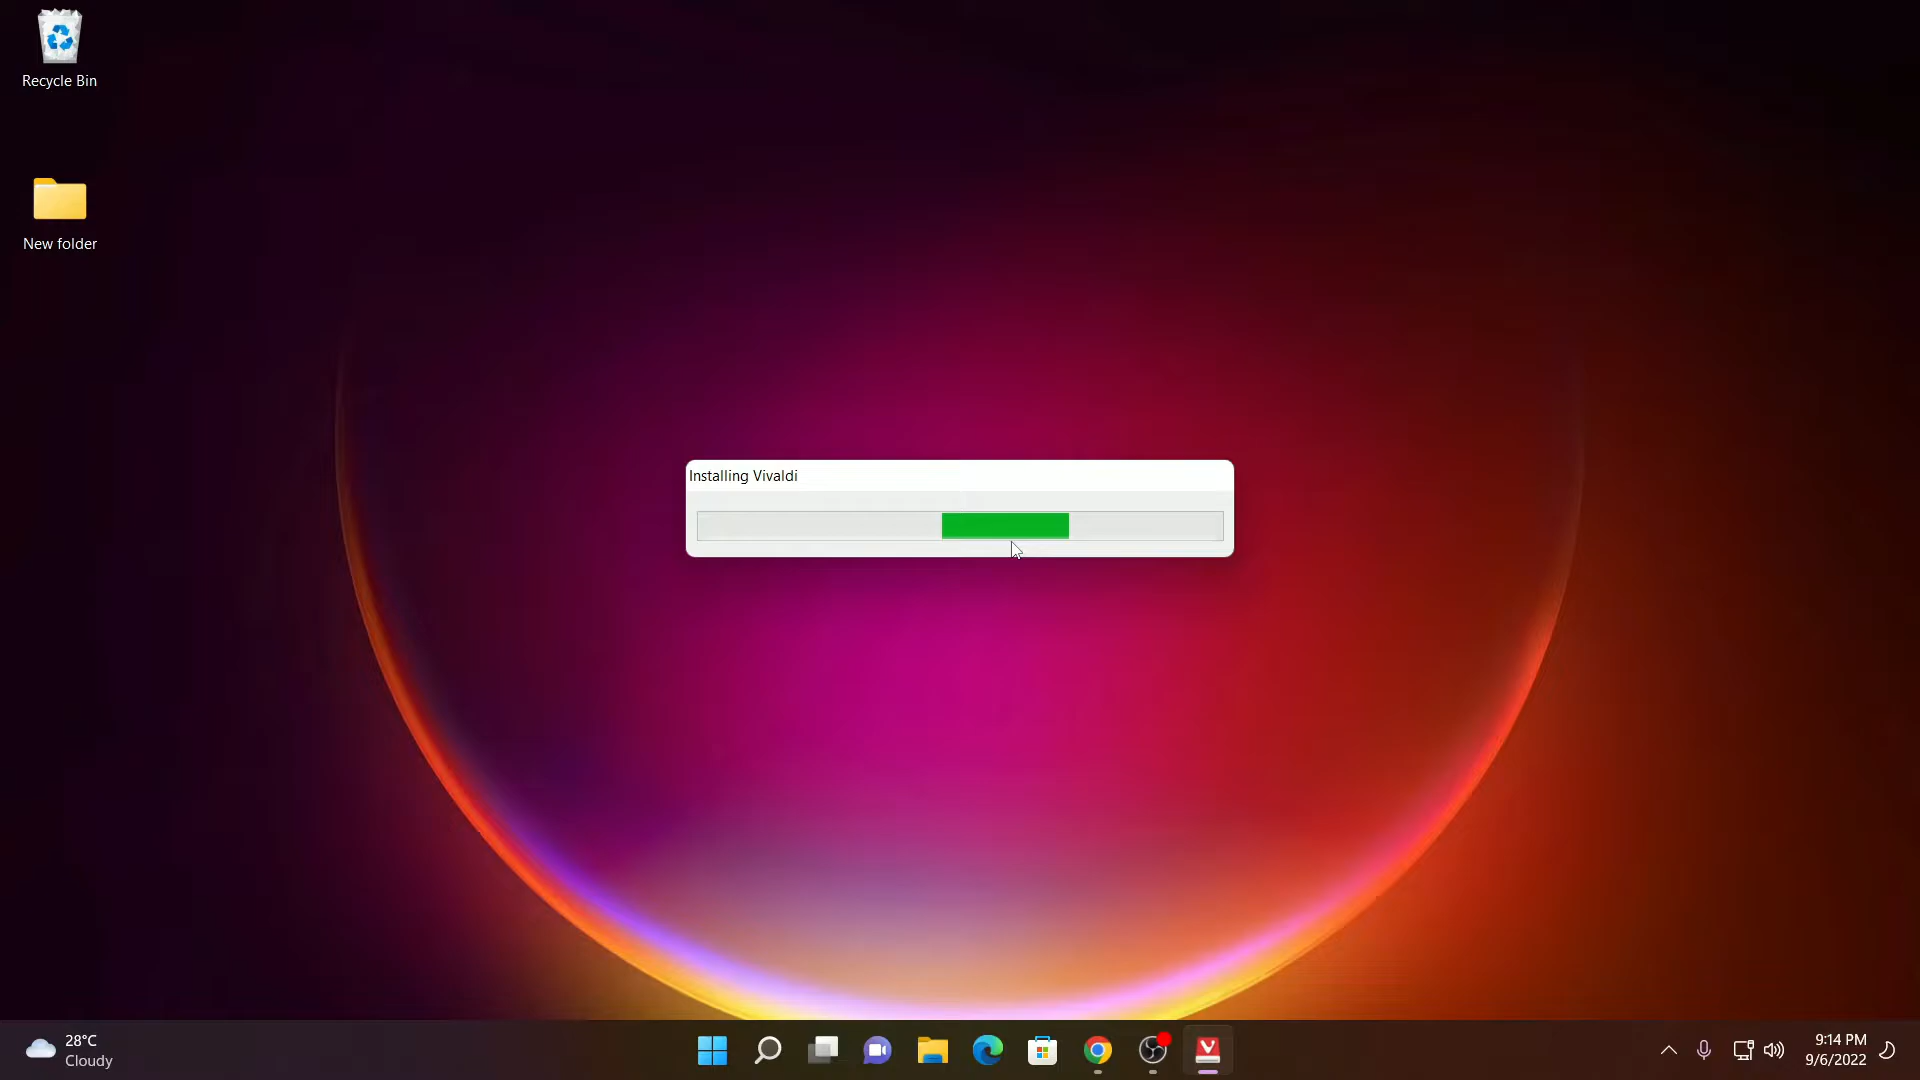 Recycle Bin
New folder
Installing Vivaldi
28°C
Cloudy
9:14 PM
9/6/2022